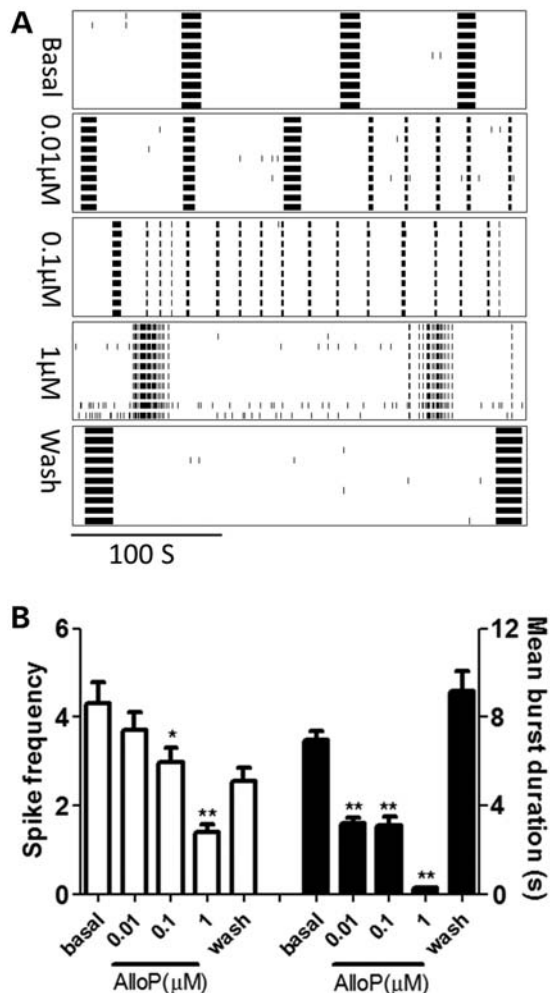 A
Basal
0.01μM
0.1μM
1μM
Wash
100 S
B
Spike frequency
6
4
2
0
Mean burst duration (s)
12
8
4
0
*
**
**
**
**
basal
0.01
0.1
1
wash
basal
0.01
0.1
1
wash
AlloP(μM)
AlloP(μM)